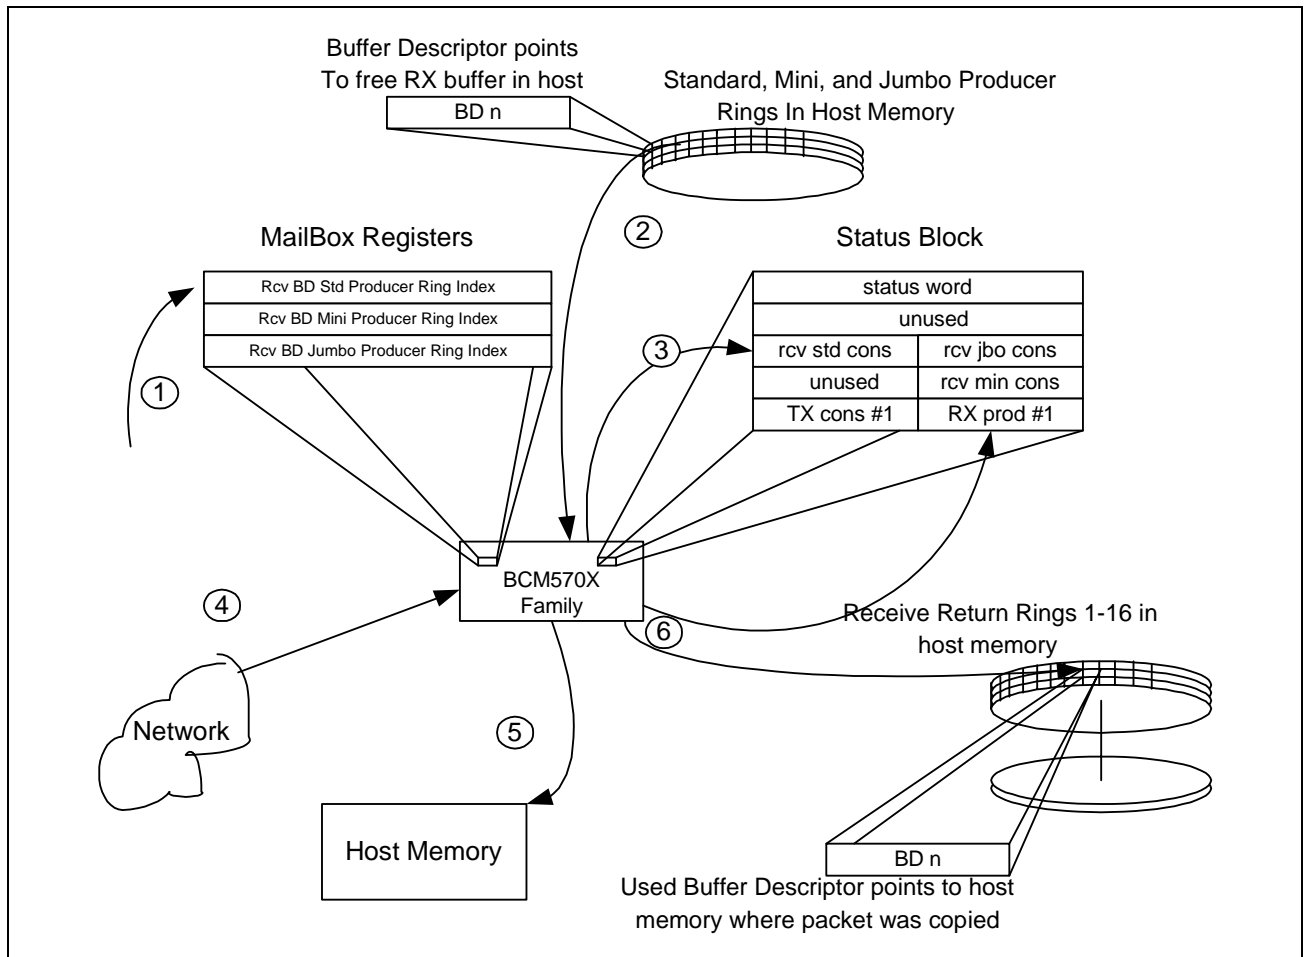 Buffer Descriptor points
To free RX buffer in host
BD n
Standard, Mini, and Jumbo Producer
Rings In Host Memory
2
MailBox Registers
Rcv BD Std Producer Ring Index
Rcv BD Mini Producer Ring Index
Rcv BD Jumbo Producer Ring Index
1
Status Block
status word
unused
rcv std cons
rcv jbo cons
unused
rcv min cons
TX cons #1
RX prod #1
3
BCM570X
Family
4
Network
5
Host Memory
6
Receive Return Rings 1-16 in
host memory
BD n
Used Buffer Descriptor points to host
memory where packet was copied